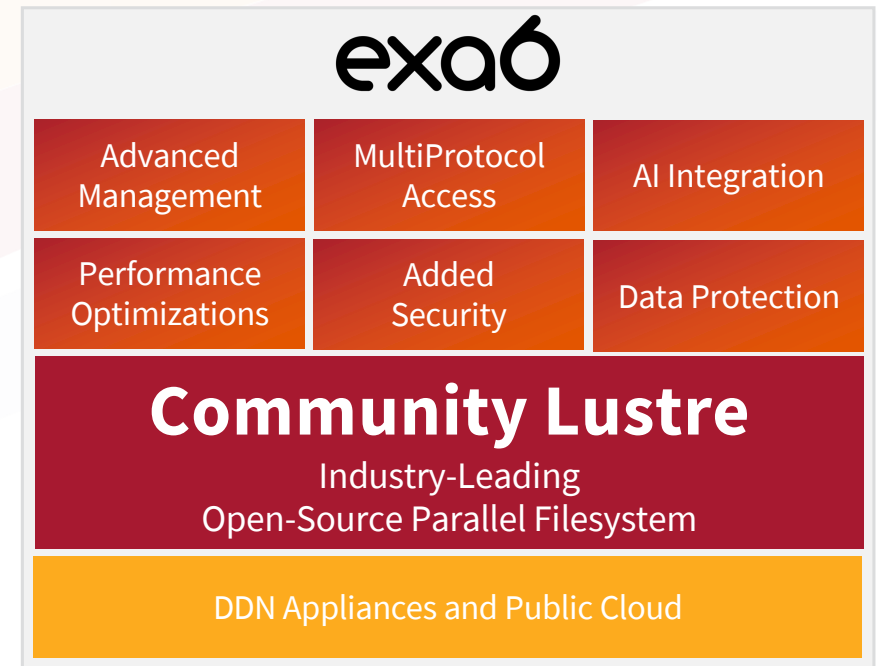 exa6
Advanced
Management
MultiProtocol
Access
AI Integration
Performance
Optimizations
Added
Security
Data Protection
Community Lustre
Industry-Leading
Open-Source Parallel Filesystem
DDN Appliances and Public Cloud